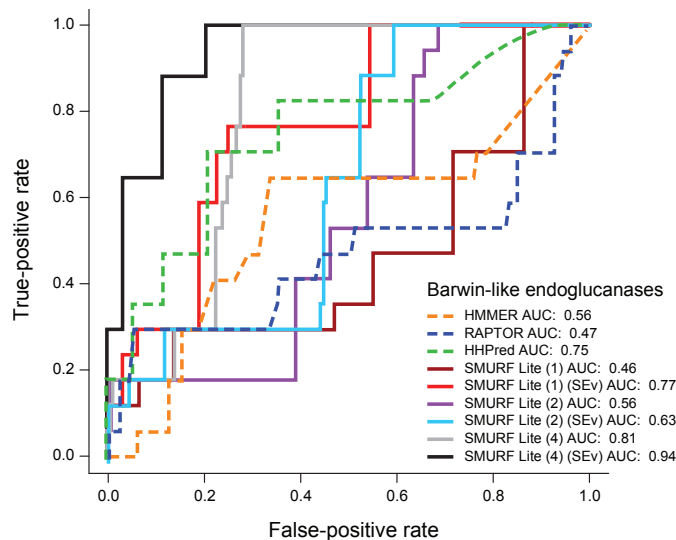 1.0
0.8
0.6
0.4
0.2
0.0
True-positive rate
Barwin-like endoglucanases
HMMER AUC: 0.56
RAPTOR AUC: 0.47
HHPred AUC: 0.75
SMURF Lite (1) AUC: 0.46
SMURF Lite (1) (SEv) AUC: 0.77
SMURF Lite (2) AUC: 0.56
SMURF Lite (2) (SEv) AUC: 0.63
SMURF Lite (4) AUC: 0.81
SMURF Lite (4) (SEv) AUC: 0.94
0.0 0.2 0.4 0.6 0.8 1.0
False-positive rate